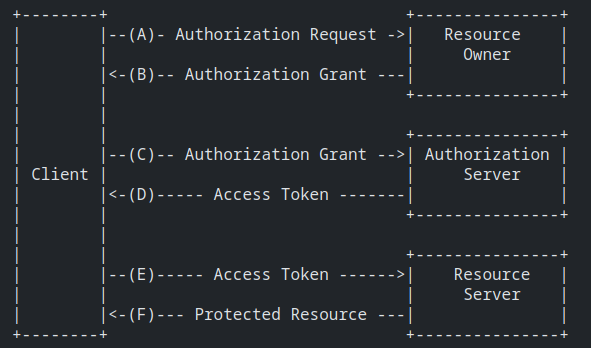 +--------+                               +---------------+
|        |--(A)- Authorization Request ->|   Resource    |
|        |                               |     Owner     |
|        |<-(B)-- Authorization Grant ---|               |
|        |                               +---------------+
|        |
|        |                               +---------------+
|        |--(C)-- Authorization Grant -->| Authorization |
| Client |                               |     Server    |
|        |<-(D)----- Access Token -------|               |
|        |                               +---------------+
|        |
|        |                               +---------------+
|        |--(E)----- Access Token ------>|    Resource   |
|        |                               |     Server    |
|        |<-(F)--- Protected Resource ---|               |
+--------+                               +---------------+